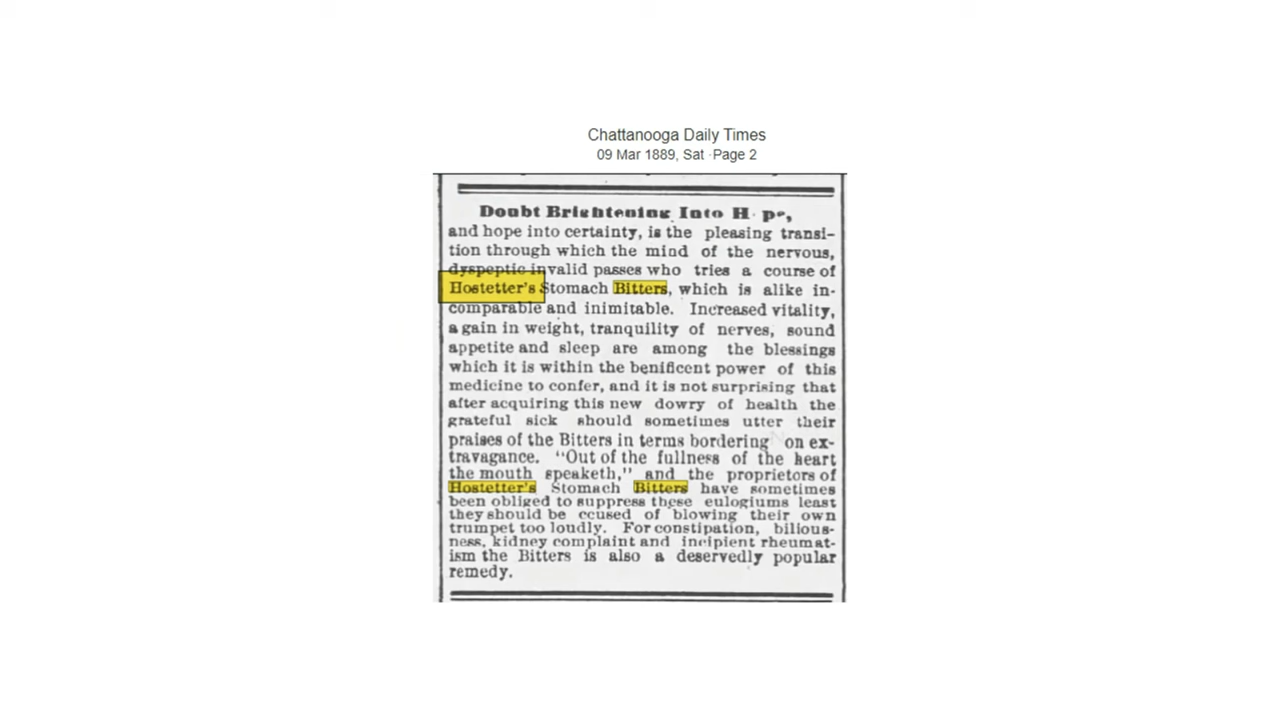 Chattanooga Daily Times
09 Mar 1889, Sat · Page 2
Doubt Brightening Into H pe,
and hope into certainty, is the pleasing transi-
tion through which the mind of the nervous,
dyspeptic invalid passes who tries a course of
Hostetter's Stomach Bitters, which is alike in-
comparable and inimitable. Increased vitality,
a gain in weight, tranquility of nerves, sound
appetite and sleep are among the blessings
which it is within the benificent power of this
medicine to confer, and it is not surprising that
after acquiring this new dowry of health the
grateful sick should sometimes utter their
praises of the Bitters in terms bordering on ex-
travagance. "Out of the fullness of the heart
the mouth speaketh," and the proprietors of
Hostetter's Stomach Bitters have sometimes
been obliged to suppress these eulogiums least
they should be ccused of blowing their own
trumpet too loudly. For constipation, bilious-
ness, kidney complaint and incipient rheumat-
ism the Bitters is also a deservedly popular
remedy.